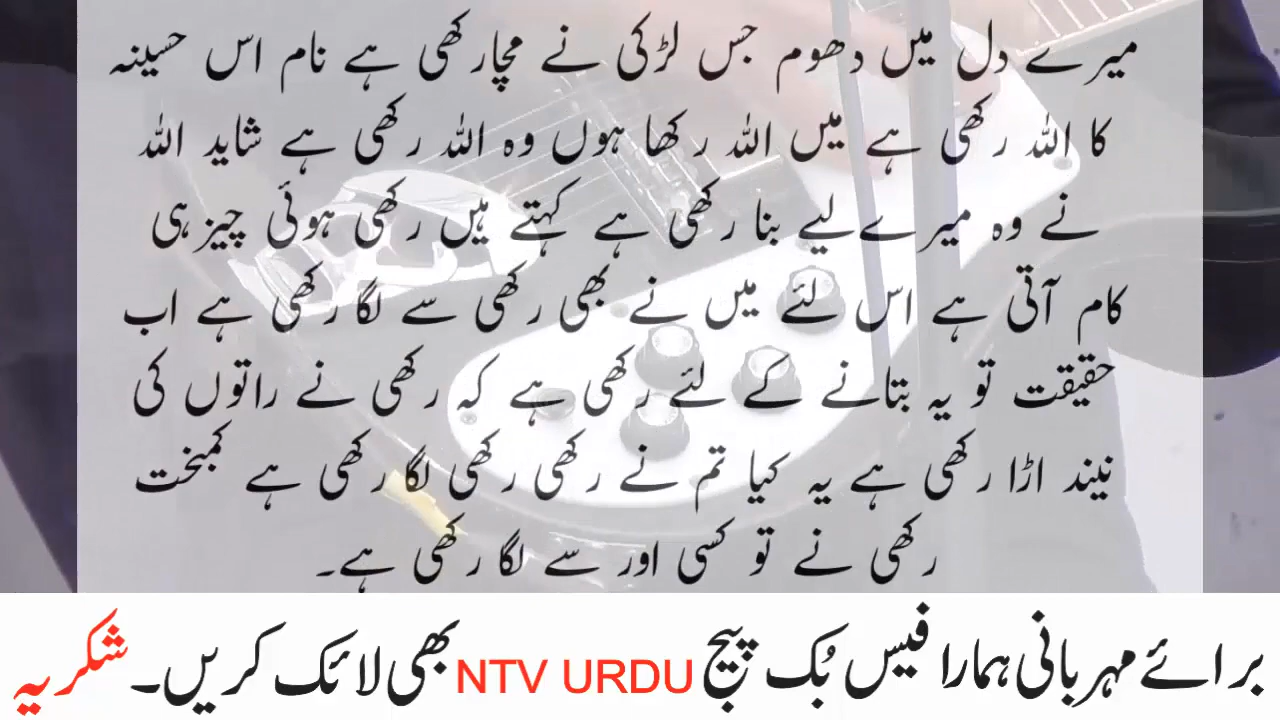 میرے دل میں دھوم جس لڑکی نے مچا رکھی ہے نام اس حسینہ
کا اللہ رکھی ہے میں اللہ رکھا ہوں وہ اللہ رکھی ہے شاید اللہ
نے وہ میرے لیے بنا رکھی ہے کہتے ہیں رکھی ہوئی چیز ہی
کام آتی ہے اس لئے میں نے بھی رکھی سے لگا رکھی ہے اب
حقیقت تو یہ بتانے کے لئے رکھی ہے کہ رکھی نے راتوں کی
نیند اڑا رکھی ہے یہ کیا تم نے رکھی رکھی لگا رکھی ہے کمبخت
رکھی نے تو کسی اور سے لگا رکھی ہے۔
برائے مہربانی ہمارا فیس بُک پیج NTV URDU بھی لائک کریں۔ شکریہ